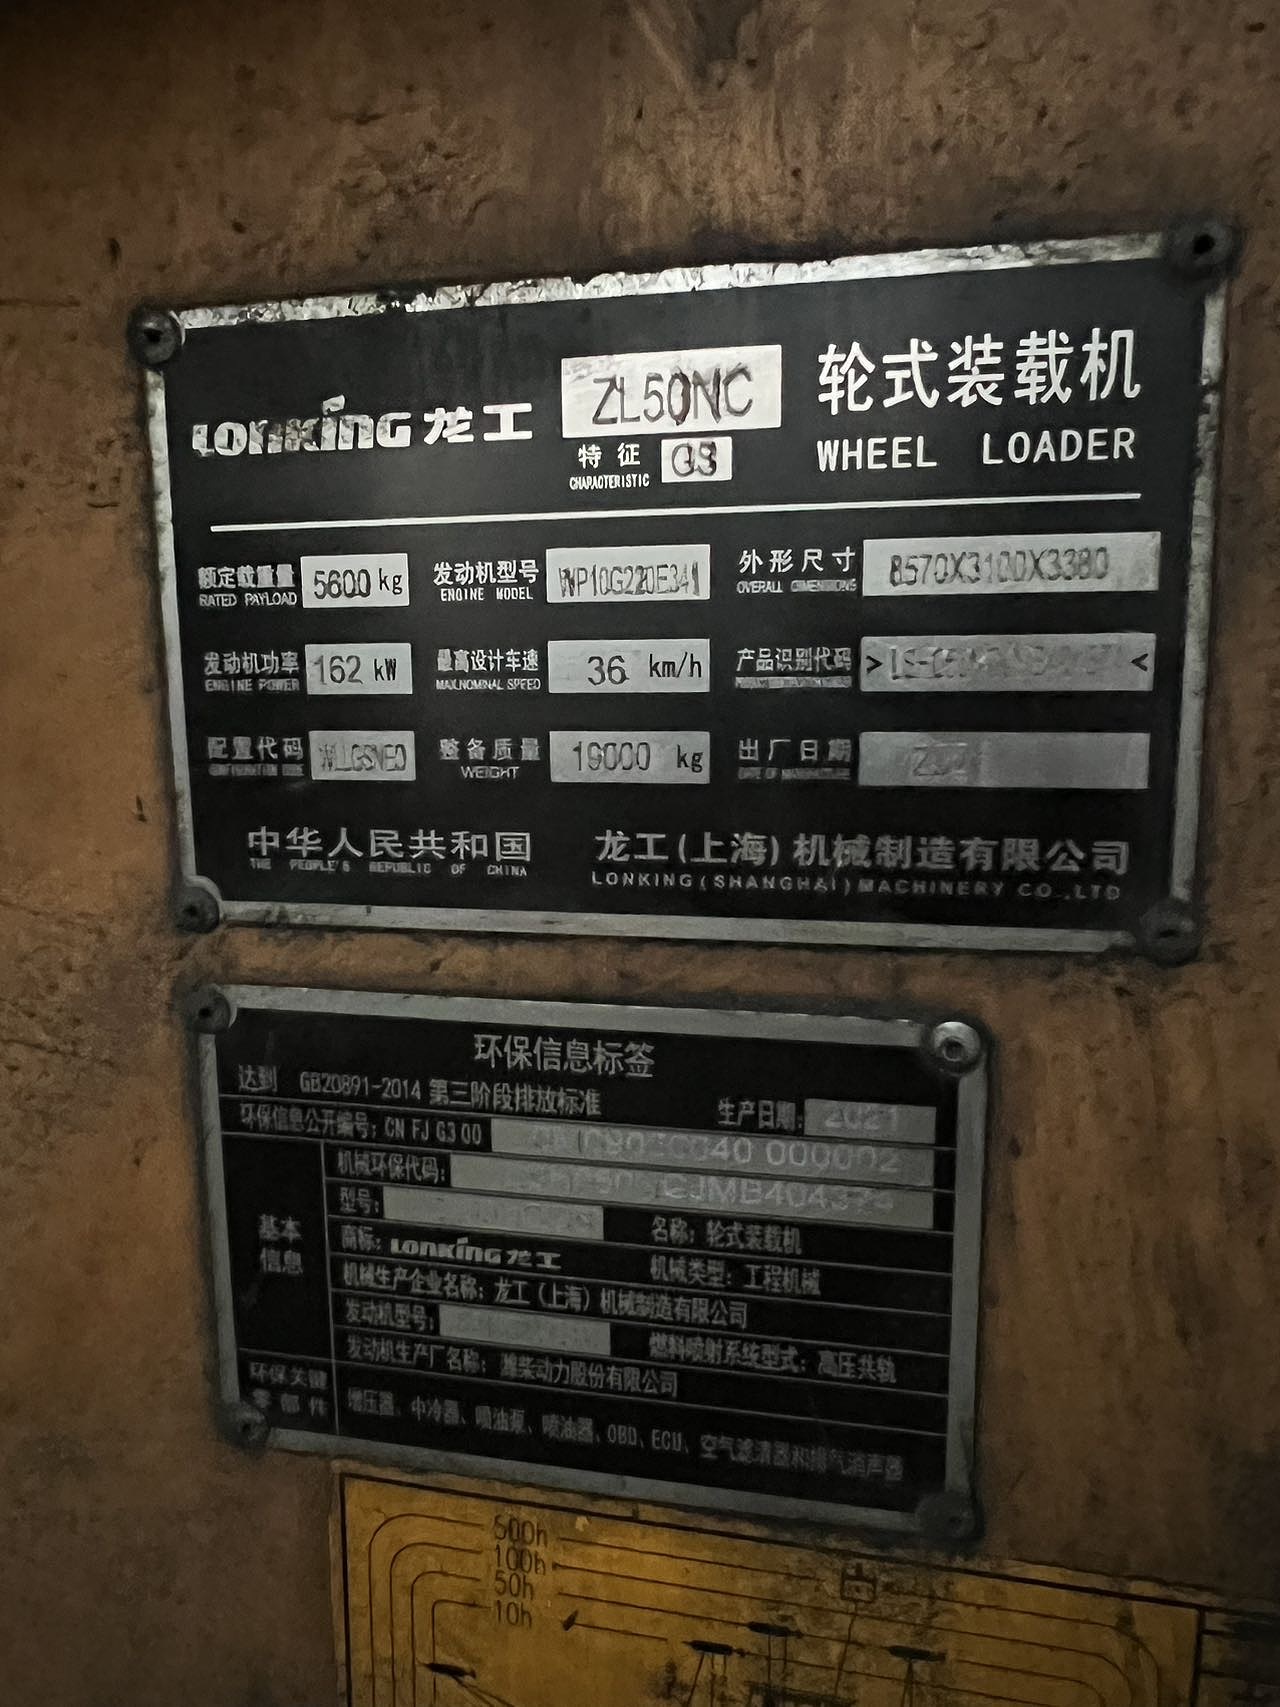 LONKING 龙工 ZL50NC 轮式装载机
特征 G3 WHEEL LOADER
CHARACTERISTIC
额定载重量 5600 kg 发动机型号 WP10G220E341 外形尺寸 8570X3100X3380
RATED PAYLOAD ENGINE MODEL OVERALL DIMENSIONS
发动机功率 162 kW 最高设计车速 36 km/h 产品识别代码 > <
ENGINE POWER MAX.NOMINAL SPEED
配置代码 整备质量 19000 kg 出厂日期
WEIGHT
中华人民共和国 龙工(上海)机械制造有限公司
THE PEOPLE'S REPUBLIC OF CHINA LONKING(SHANGHAI)MACHINERY CO.,LTD
环保信息标签
达到 GB20891-2014 第三阶段排放标准 生产日期: 2021
环保信息公开编号: CN FJ G3 00 000002
机械环保代码:
型号: 名称: 轮式装载机
基本信息 商标: LONKING 龙工 机械类型: 工程机械
机械生产企业名称: 龙工(上海)机械制造有限公司
发动机型号: 燃料喷射系统型式: 高压共轨
发动机生产厂名称: 潍柴动力股份有限公司
环保关键零部件 增压器、中冷器、喷油泵、喷油器、OBD、ECU、空气滤清器和排气消声器
500h
100h
50h
10h